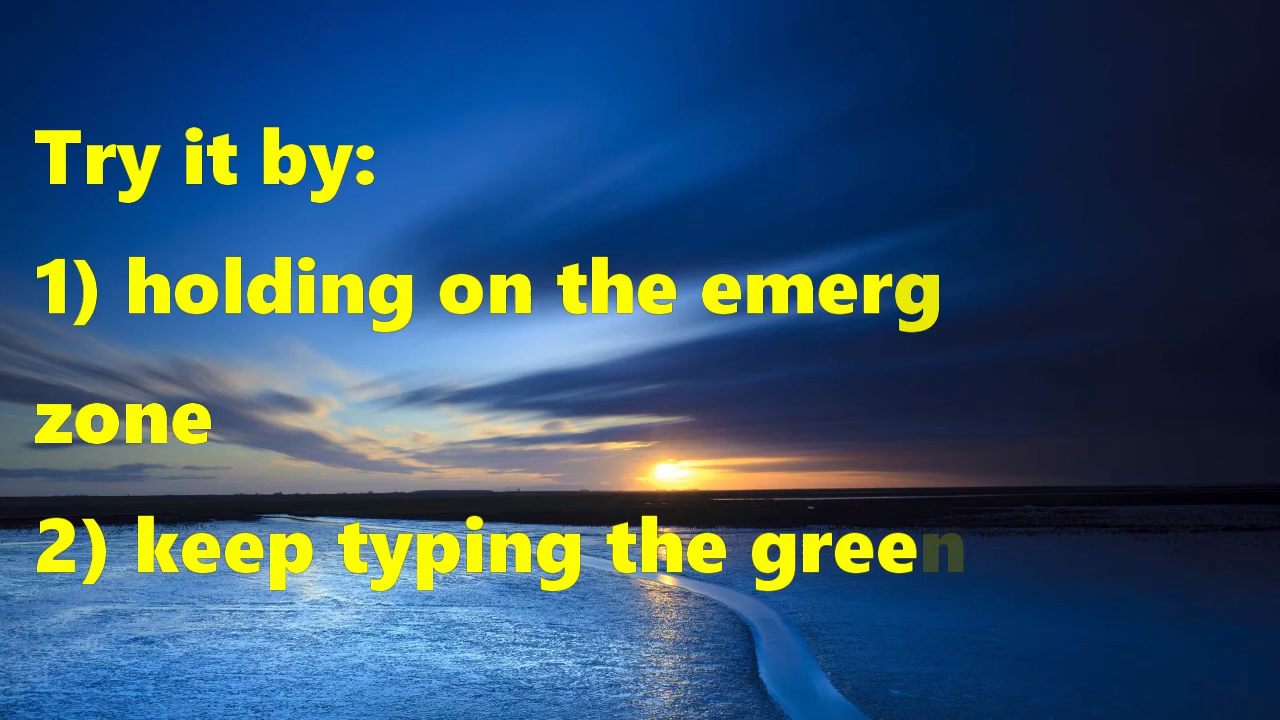 Try it by:
1) holding on the emerg
zone
2) keep typing the green